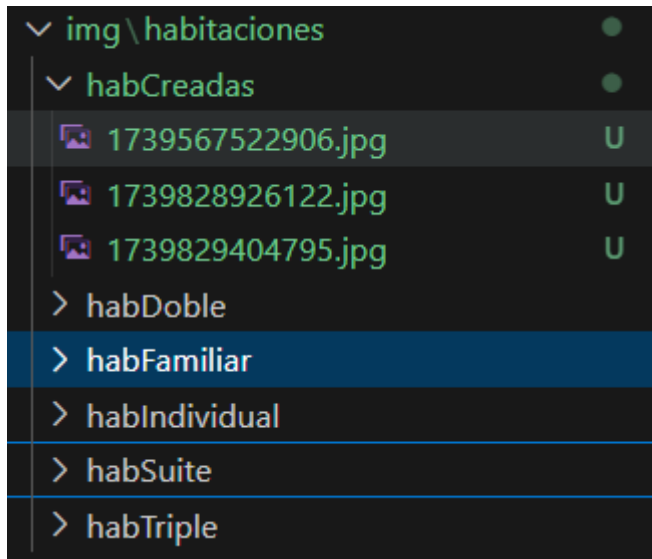 img\habitaciones
habCreadas
1739567522906.jpg U
1739828926122.jpg U
1739829404795.jpg U
habDoble
habFamiliar
habIndividual
habSuite
habTriple